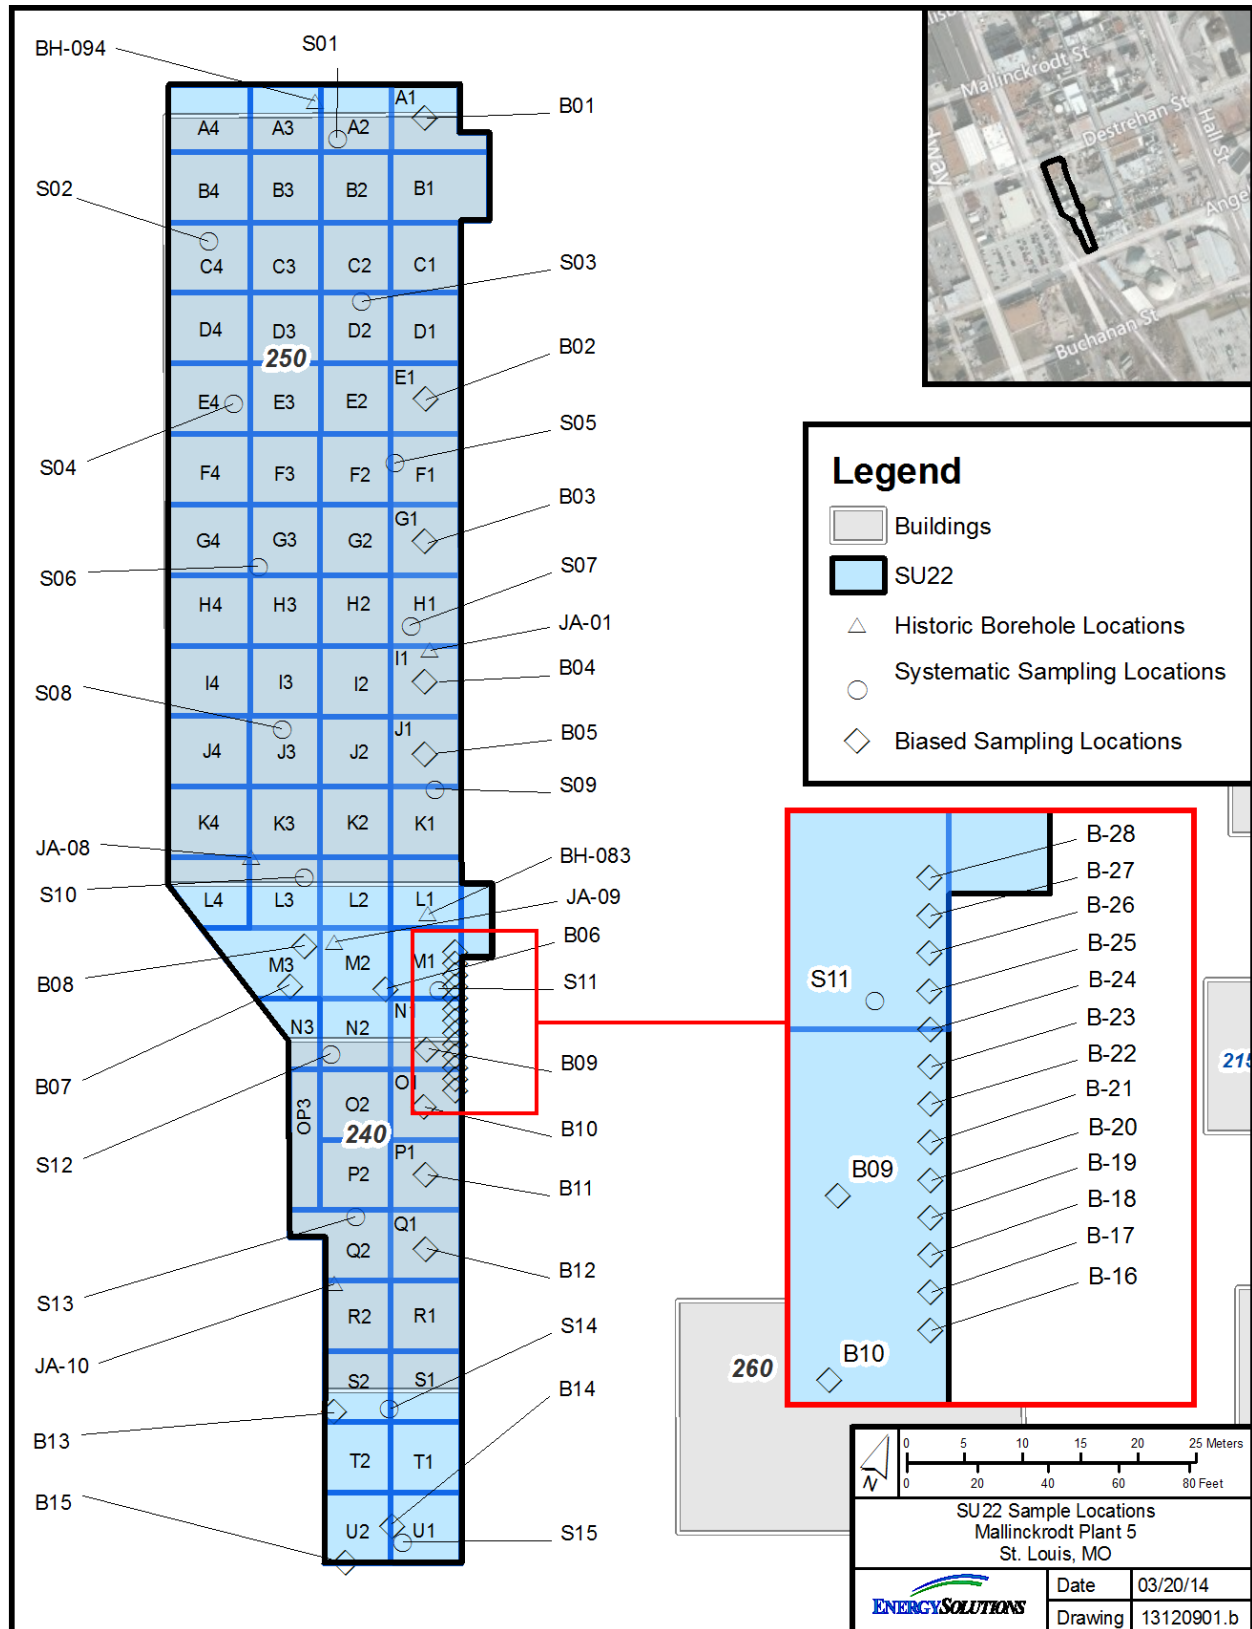 BH-094
S01
B01
S02
S03
B02
S04
S05
B03
S06
S07
JA-01
B04
S08
B05
S09
JA-08
BH-083
S10
JA-09
B06
B08
S11
B07
B09
B10
S12
B11
B12
S13
JA-10
S14
B14
B13
B15
S15
A4 A3 A2 A1
B4 B3 B2 B1
C4 C3 C2 C1
D4 D3 D2 D1
250
E4 E3 E2 E1
F4 F3 F2 F1
G4 G3 G2 G1
H4 H3 H2 H1
I4 I3 I2 I1
J4 J3 J2 J1
K4 K3 K2 K1
L4 L3 L2 L1
M3 M2 M1
N3 N2 N1
OP3 O2 O1
240
P2 P1
Q2 Q1
R2 R1
S2 S1
T2 T1
U2 U1
Mallinckrodt St
Destrehan St
Hall St
Buchanan St
Legend
Buildings
SU22
Historic Borehole Locations
Systematic Sampling Locations
Biased Sampling Locations
B-28
B-27
B-26
B-25
S11
B-24
B-23
B-22
B-21
B-20
B09
B-19
B-18
B-17
B-16
B10
215
260
N
0 5 10 15 20 25 Meters
0 20 40 60 80 Feet
SU22 Sample Locations
Mallinckrodt Plant 5
St. Louis, MO
ENERGYSOLUTIONS
Date 03/20/14
Drawing 13120901.b